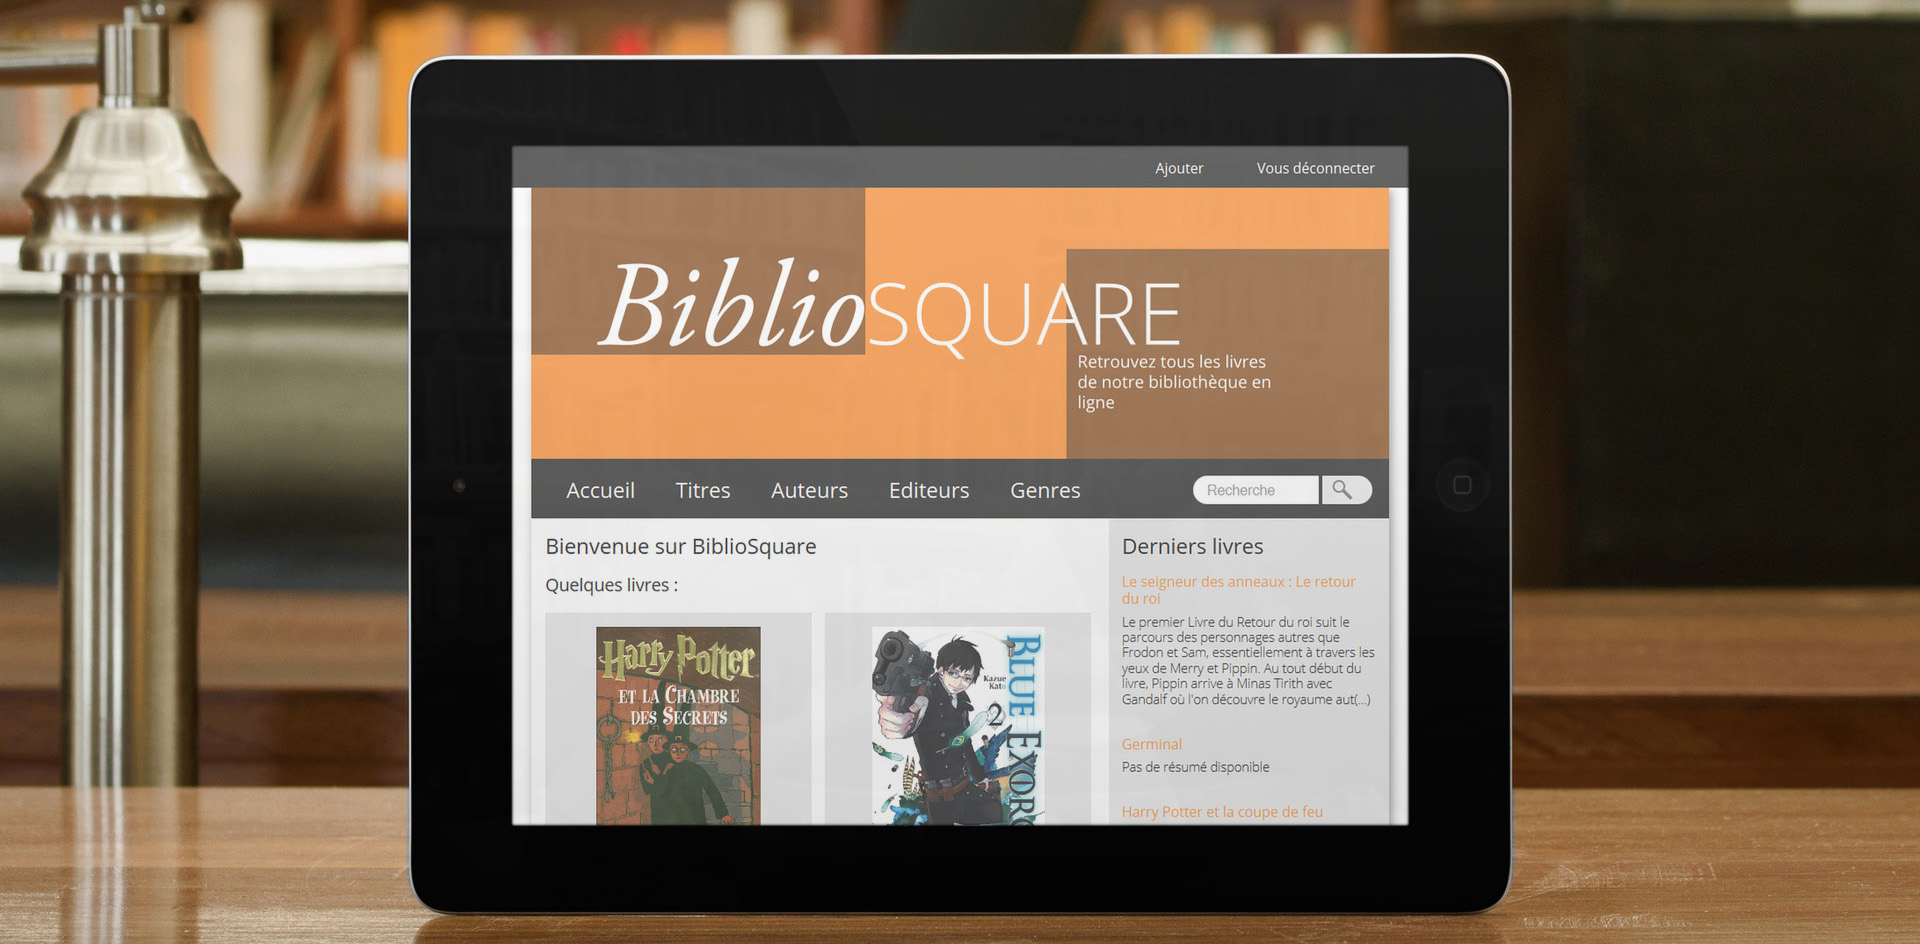 Ajouter Vous déconnecter
BiblioSQUARE
Retrouvez tous les livres
de notre bibliothèque en
ligne
Accueil Titres Auteurs Editeurs Genres Recherche
Bienvenue sur BiblioSquare
Quelques livres :
Harry Potter
ET LA CHAMBRE
DES SECRETS
Kazue
Kato
2
BLUE EXORC
Derniers livres
Le seigneur des anneaux : Le retour
du roi
Le premier Livre du Retour du roi suit le
parcours des personnages autres que
Frodon et Sam, essentiellement à travers les
yeux de Merry et Pippin. Au tout début du
livre, Pippin arrive à Minas Tirith avec
Gandalf où l'on découvre le royaume aut(...)
Germinal
Pas de résumé disponible
Harry Potter et la coupe de feu